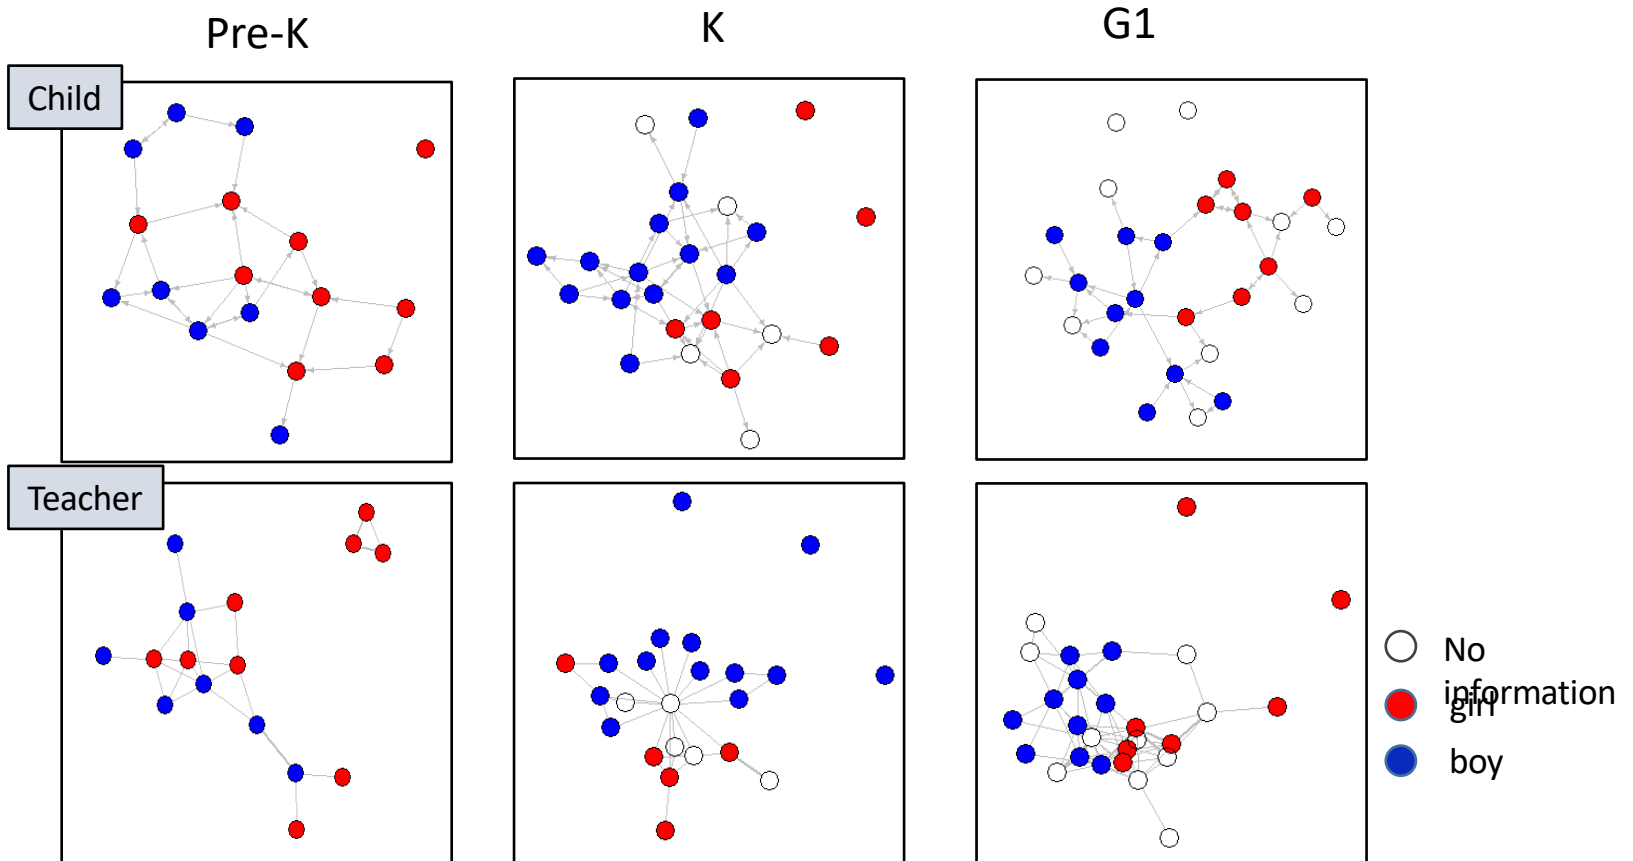 Pre-K
K
G1
Child
Teacher
No
information
girl
boy